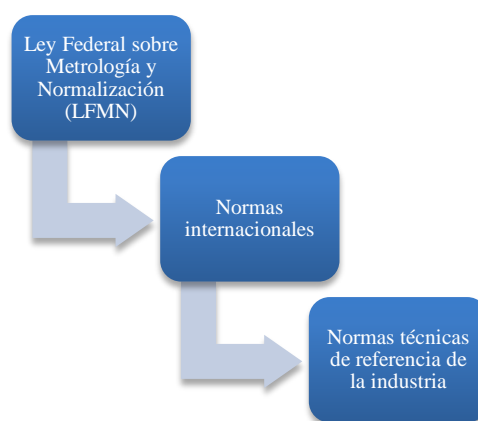 Ley Federal sobre
Metrología y
Normalización
(LFMN)
Normas
internacionales
Normas técnicas
de referencia de
la industria